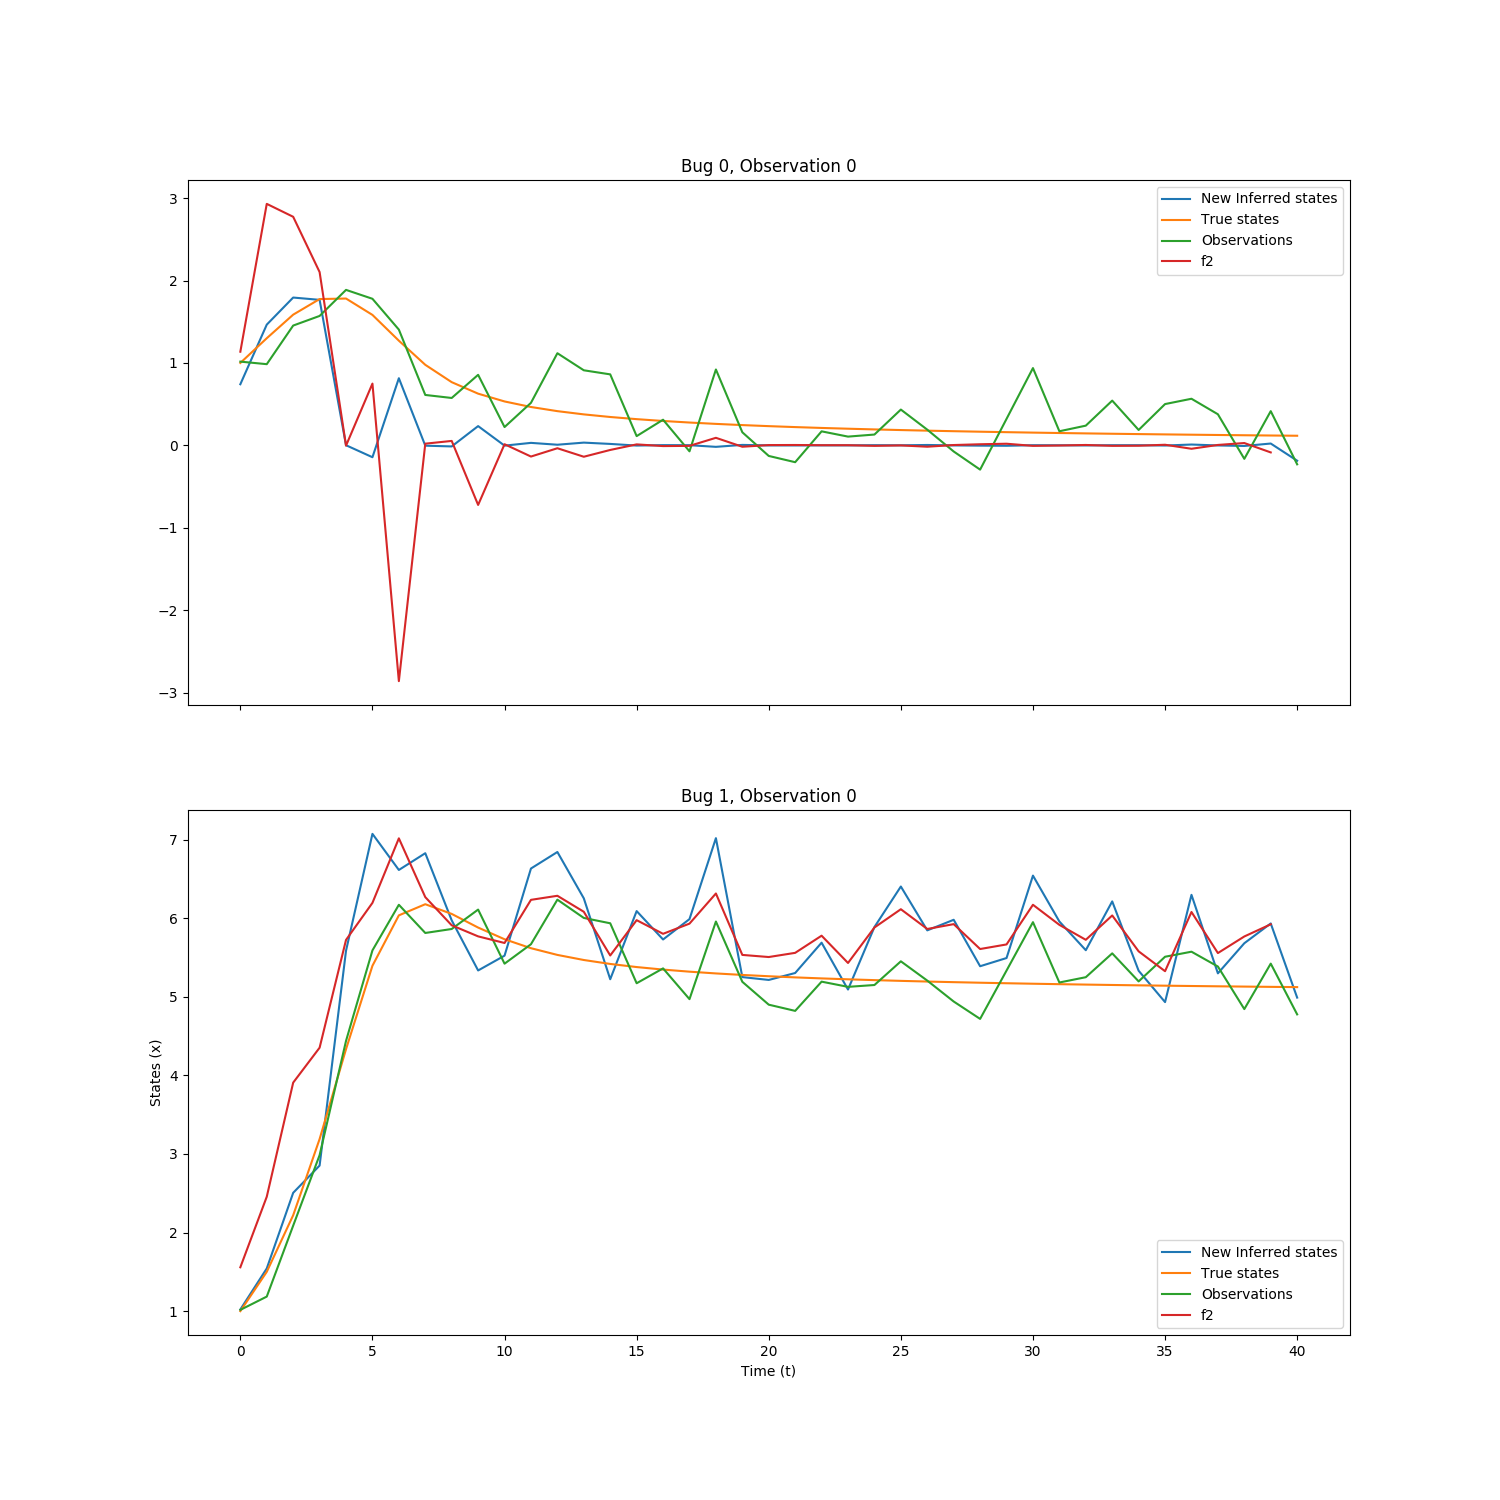 Bug 0, Observation 0
3
2
1
0
−1
−2
−3
New Inferred states
True states
Observations
f2
Bug 1, Observation 0
7
6
5
4
3
2
1
States (x)
New Inferred states
True states
Observations
f2
0 5 10 15 20 25 30 35 40
Time (t)